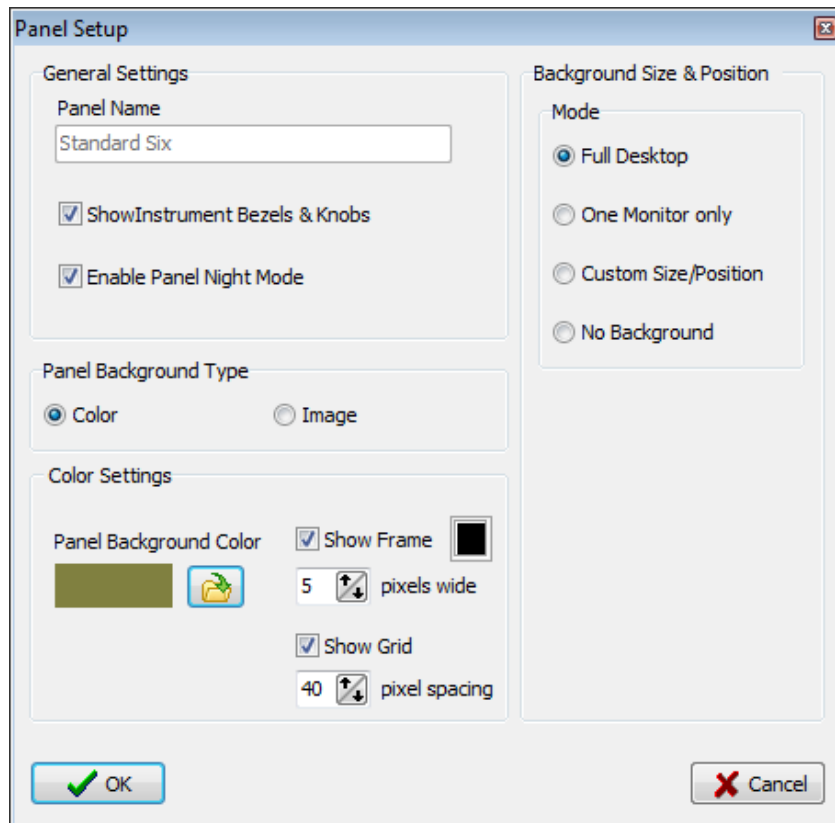 Panel Setup
General Settings
Panel Name
Standard Six
ShowInstrument Bezels & Knobs
Enable Panel Night Mode
Panel Background Type
Color
Image
Color Settings
Panel Background Color
Show Frame
5 pixels wide
Show Grid
40 pixel spacing
Background Size & Position
Mode
Full Desktop
One Monitor only
Custom Size/Position
No Background
OK
Cancel